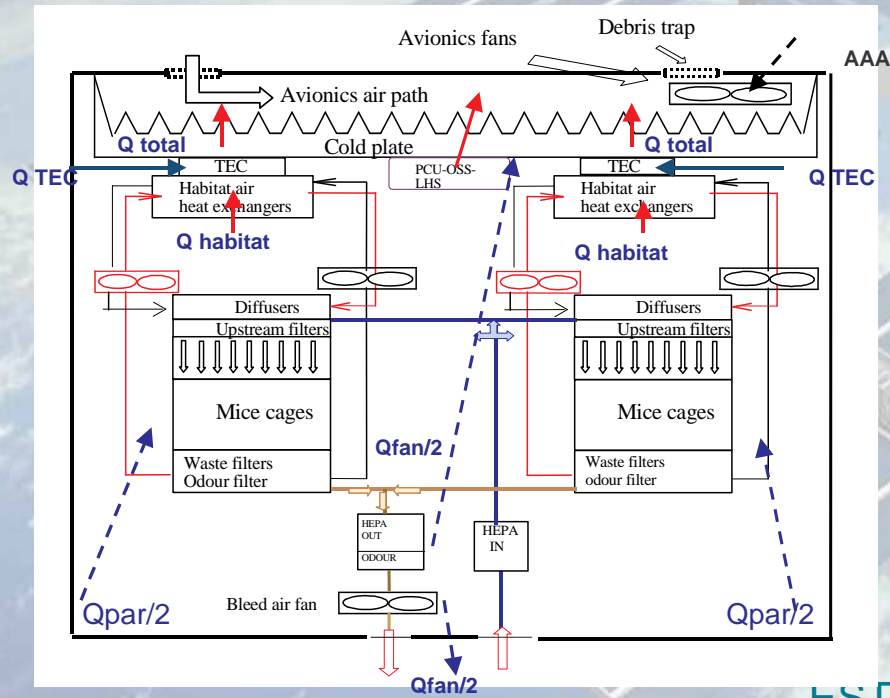 Avionics fans
Debris trap
AAA
Avionics air path
Q total
Cold plate
Q total
Q TEC
TEC
PCU-OSS-
LHS
TEC
Q TEC
Habitat air
heat exchangers
Habitat air
heat exchangers
Q habitat
Q habitat
Diffusers
Upstream filters
Diffusers
Upstream filters
Mice cages
Mice cages
Qfan/2
Waste filters
Odour filter
Waste filters
odour filter
HEPA
OUT
ODOUR
HEPA
IN
Qpar/2
Bleed air fan
Qpar/2
Qfan/2